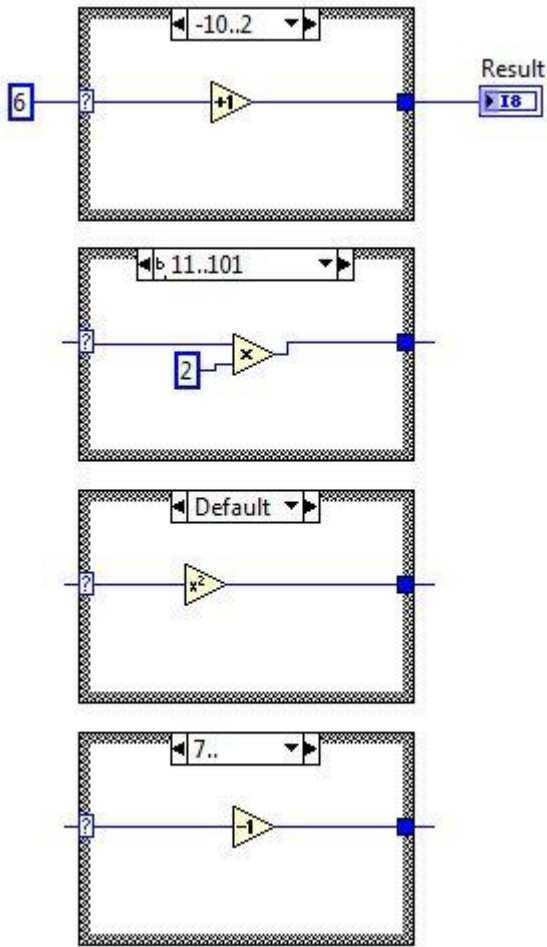 -10..2
Result
6
?
+1
I8
b 11..101
?
x
2
Default
?
x²
7..
?
-1